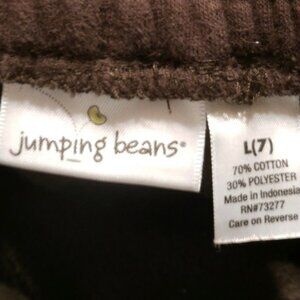 jumping beans®
L(7)
70% COTTON
30% POLYESTER
Made in Indonesia
RN#73277
Care on Reverse